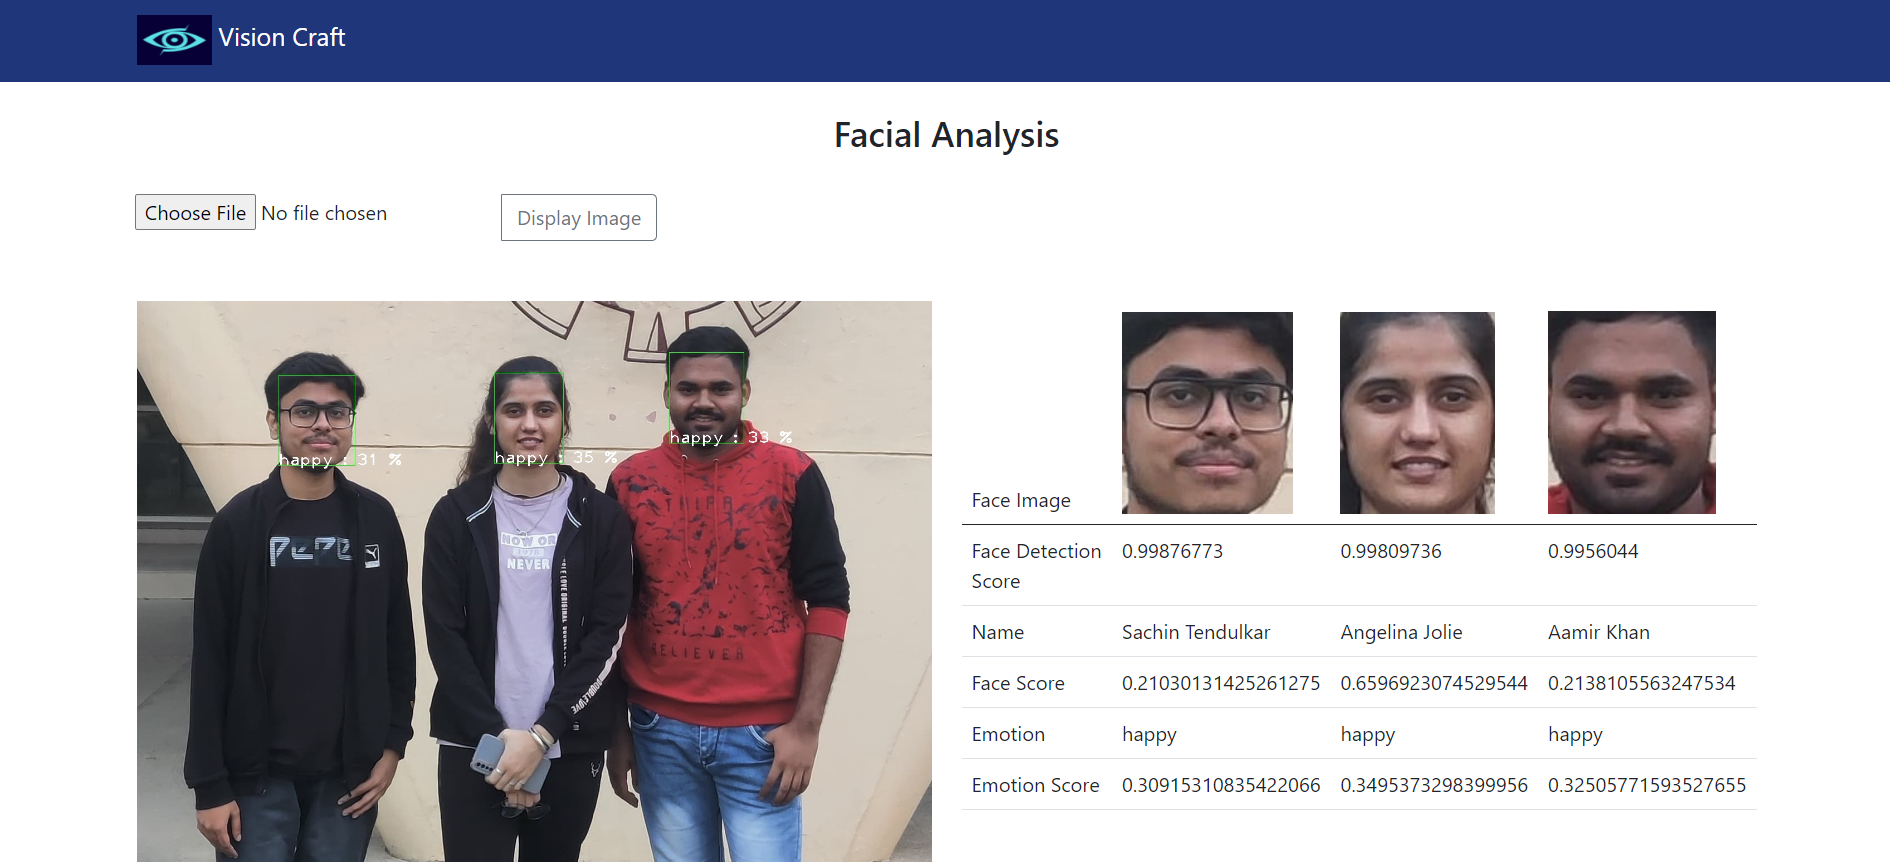 Vision Craft
Facial Analysis
Choose File No file chosen
Display Image
happy : 31 %
happy : 35 %
happy : 33 %
PePE
NOW OR
NEVER
BELIEVER
Face Image
Face Detection 0.99876773 0.99809736 0.9956044
Score
Name Sachin Tendulkar Angelina Jolie Aamir Khan
Face Score 0.21030131425261275 0.6596923074529544 0.2138105563247534
Emotion happy happy happy
Emotion Score 0.30915310835422066 0.3495373298399956 0.32505771593527655